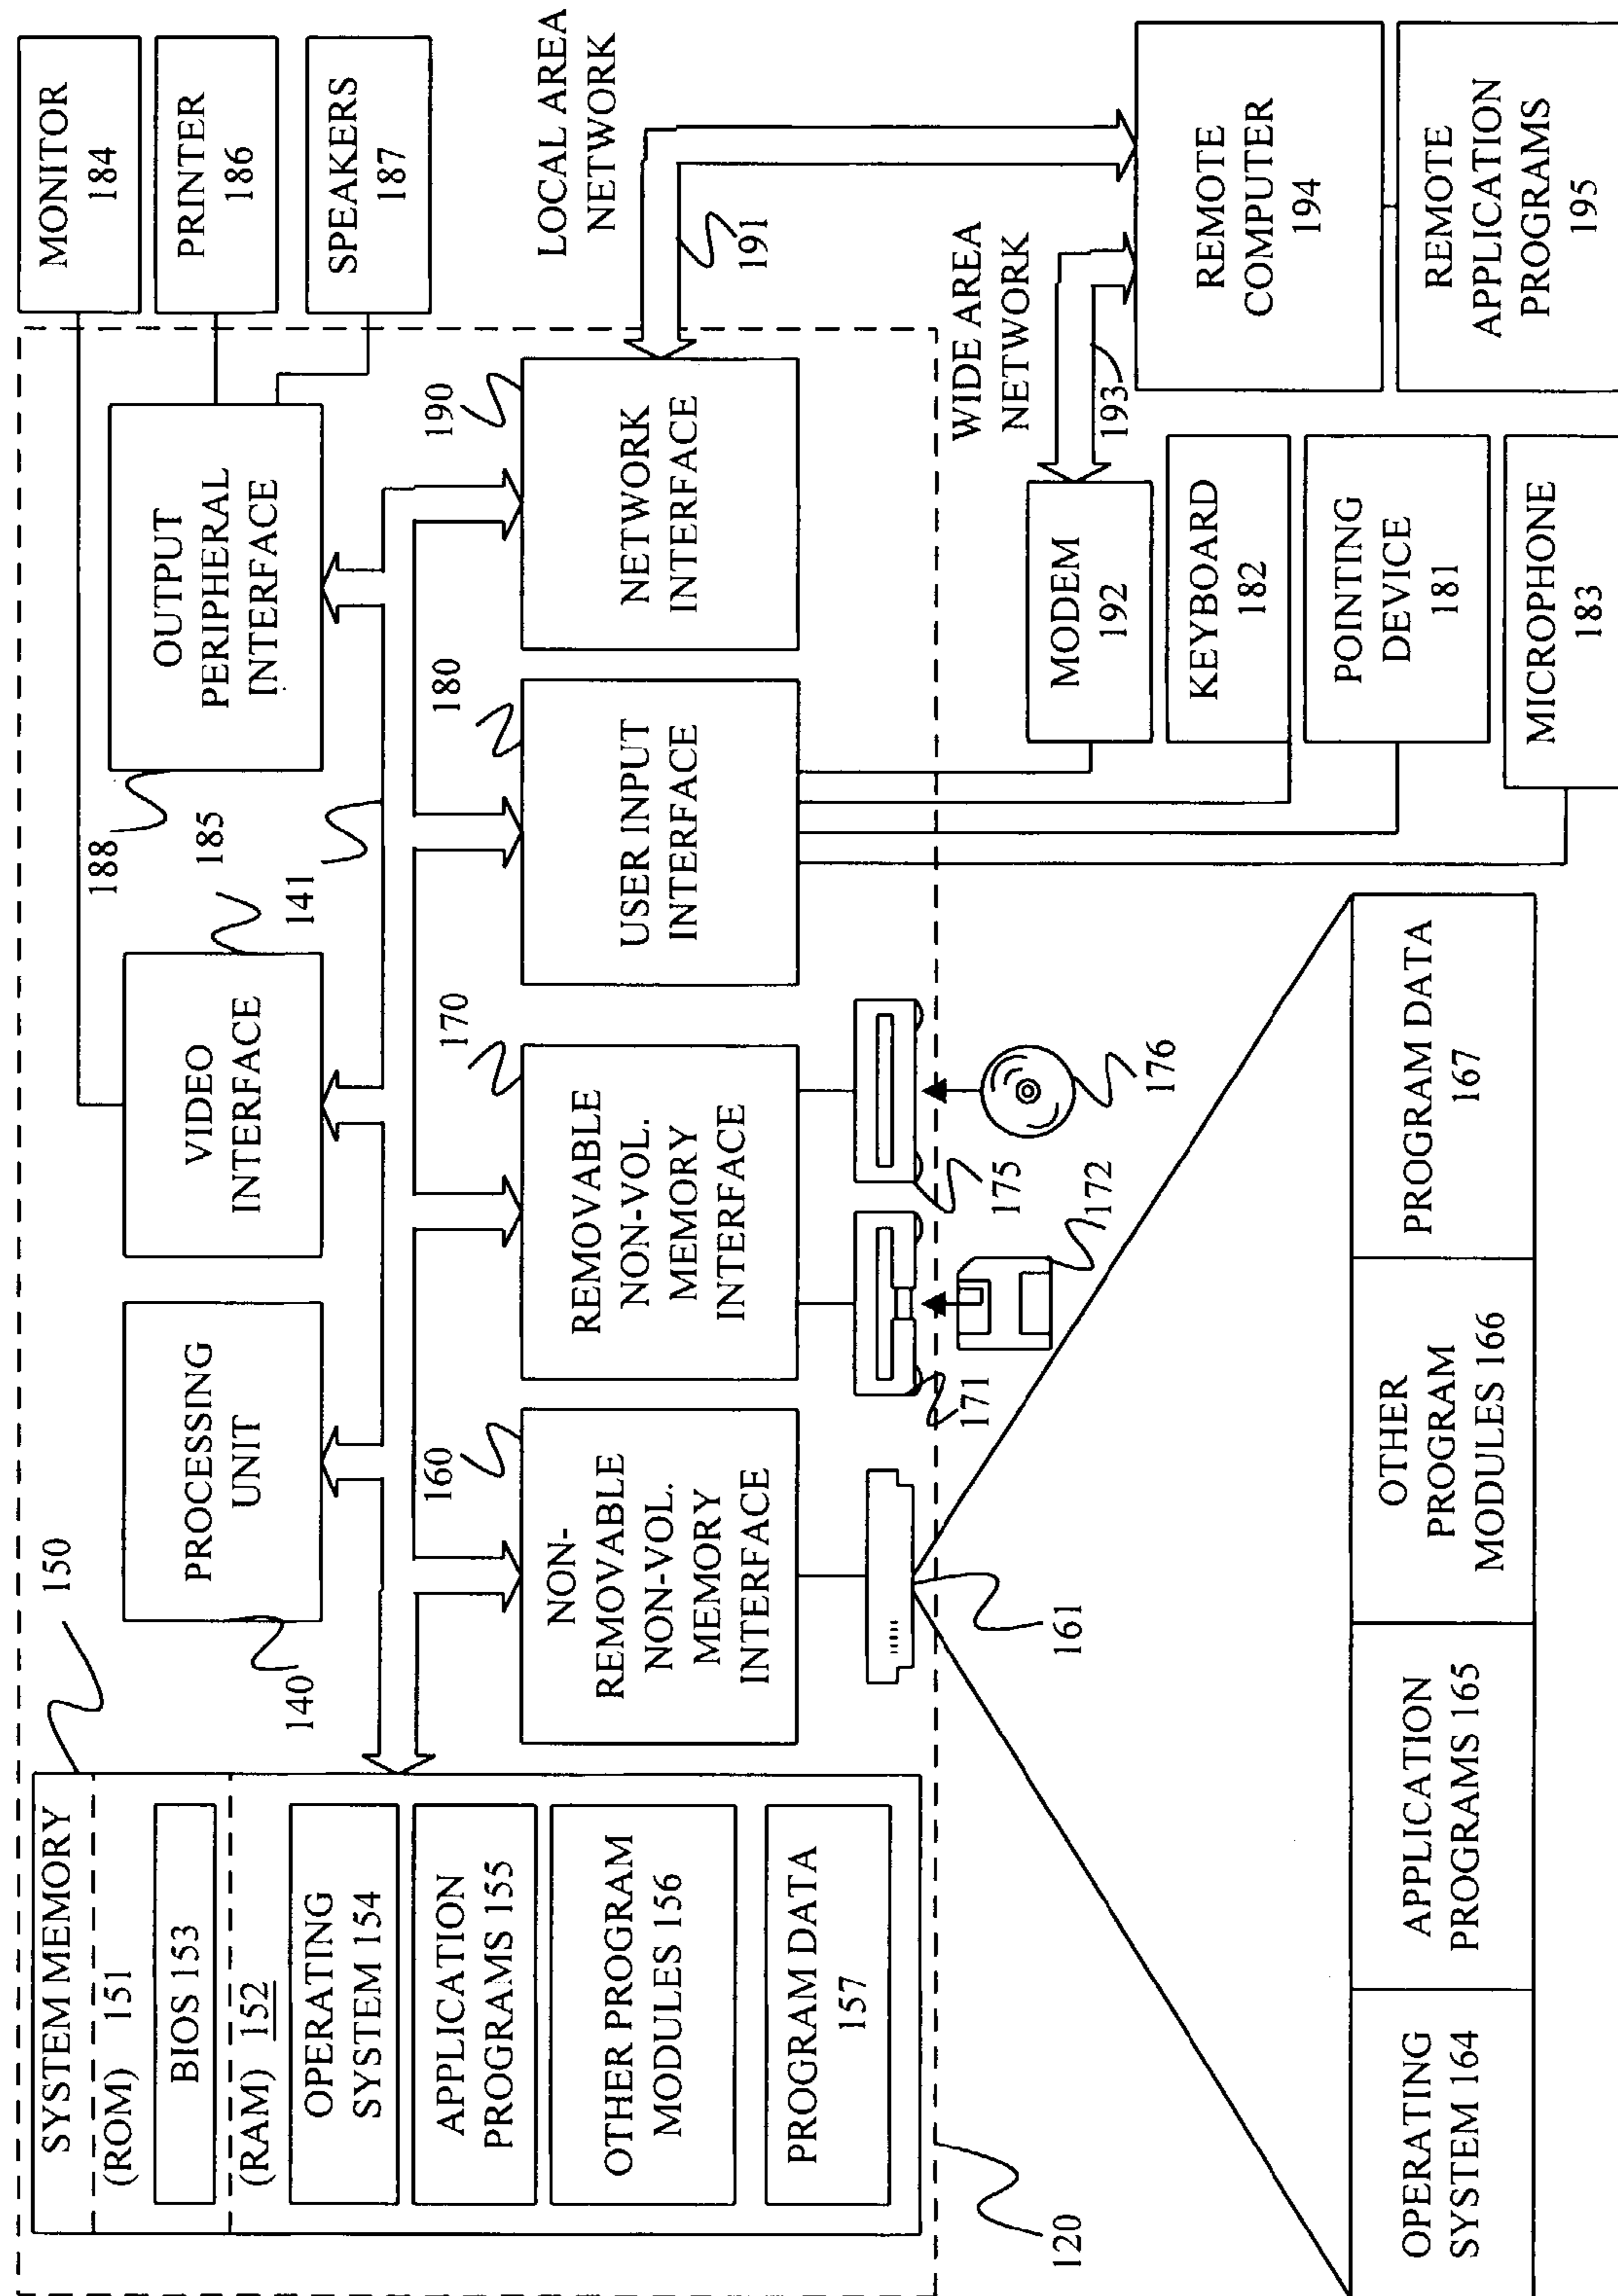 SYSTEM MEMORY
(ROM) 151
BIOS 153
(RAM) 152
OPERATING
SYSTEM 154
APPLICATION
PROGRAMS 155
OTHER PROGRAM
MODULES 156
PROGRAM DATA
157
150
PROCESSING
UNIT
140
VIDEO
INTERFACE
185
141
OUTPUT
PERIPHERAL
INTERFACE
188
MONITOR
184
PRINTER
186
SPEAKERS
187
NON-
REMOVABLE
NON-VOL.
MEMORY
INTERFACE
160
REMOVABLE
NON-VOL.
MEMORY
INTERFACE
170
USER INPUT
INTERFACE
180
NETWORK
INTERFACE
190
LOCAL AREA
NETWORK
191
120
161
171
172
175
176
WIDE AREA
NETWORK
193
MODEM
192
KEYBOARD
182
POINTING
DEVICE
181
MICROPHONE
183
REMOTE
COMPUTER
194
REMOTE
APPLICATION
PROGRAMS
195
OPERATING
SYSTEM 164
APPLICATION
PROGRAMS 165
OTHER
PROGRAM
MODULES 166
PROGRAM DATA
167